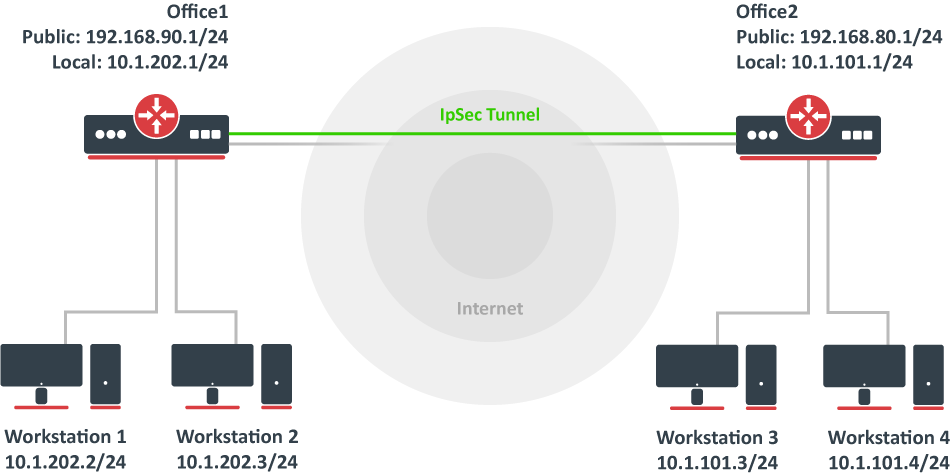 Office1
Public: 192.168.90.1/24
Local: 10.1.202.1/24
Office2
Public: 192.168.80.1/24
Local: 10.1.101.1/24
IpSec Tunnel
Internet
Workstation 1
10.1.202.2/24
Workstation 2
10.1.202.3/24
Workstation 3
10.1.101.3/24
Workstation 4
10.1.101.4/24